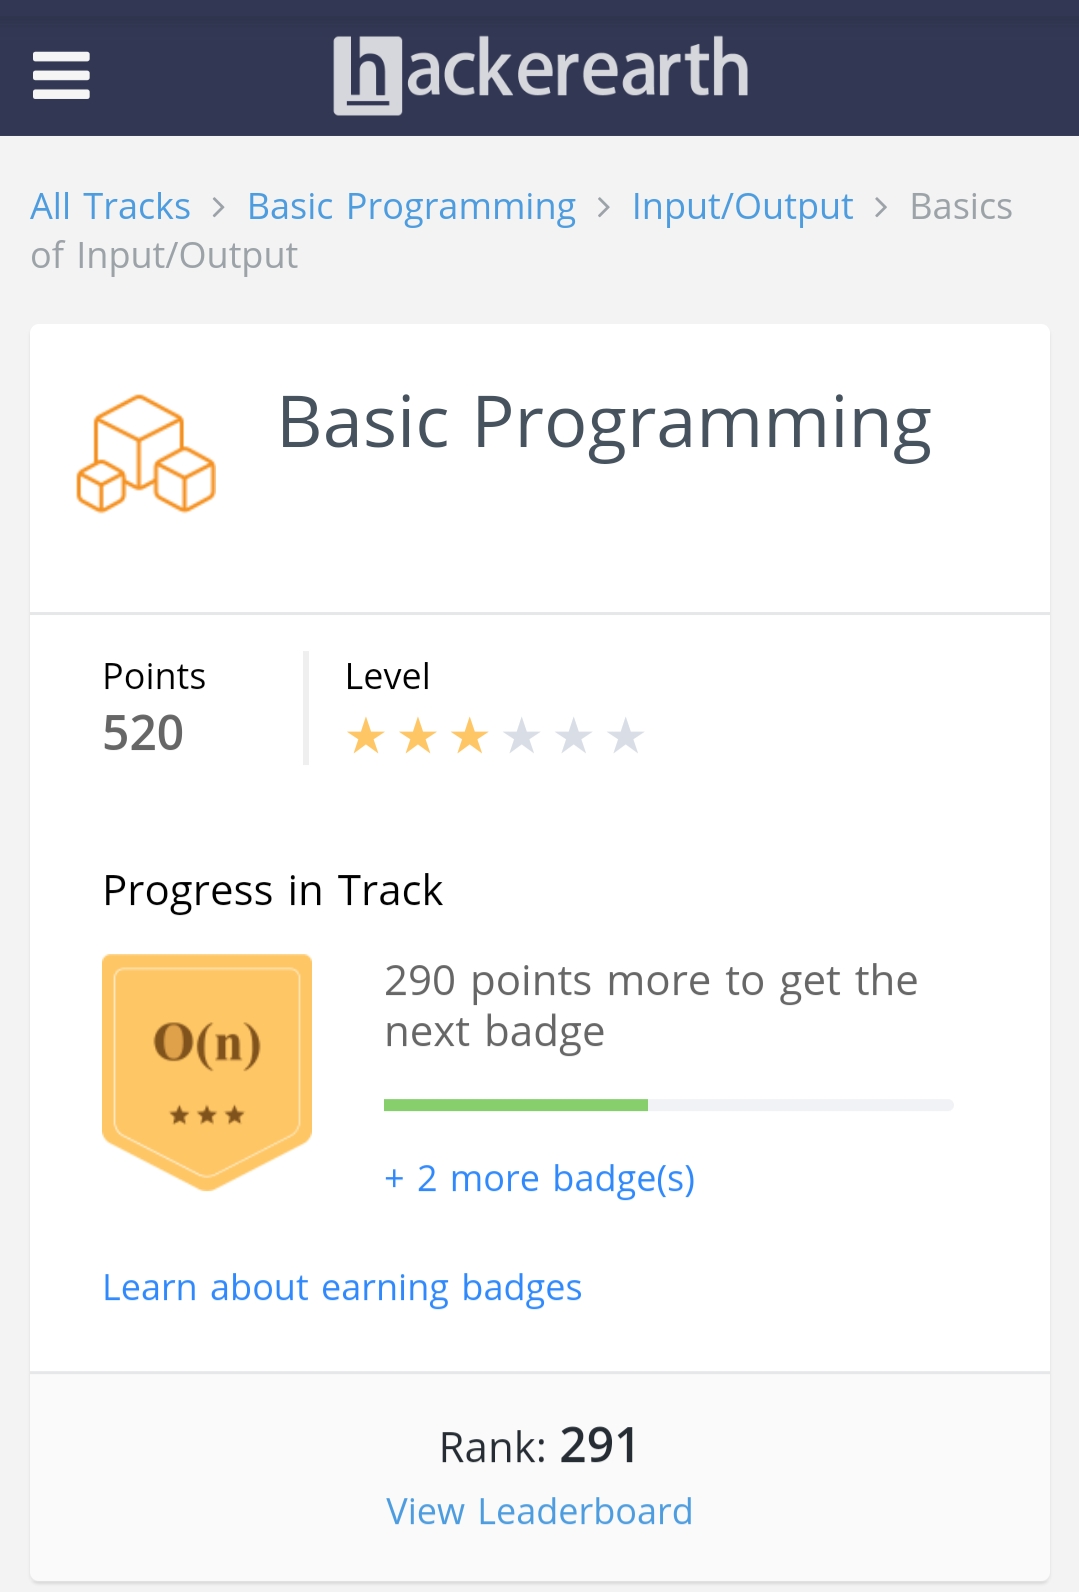 hackerearth
All Tracks > Basic Programming > Input/Output > Basics
of Input/Output
Basic Programming
Points
520
Level
Progress in Track
O(n)
290 points more to get the
next badge
+ 2 more badge(s)
Learn about earning badges
Rank: 291
View Leaderboard